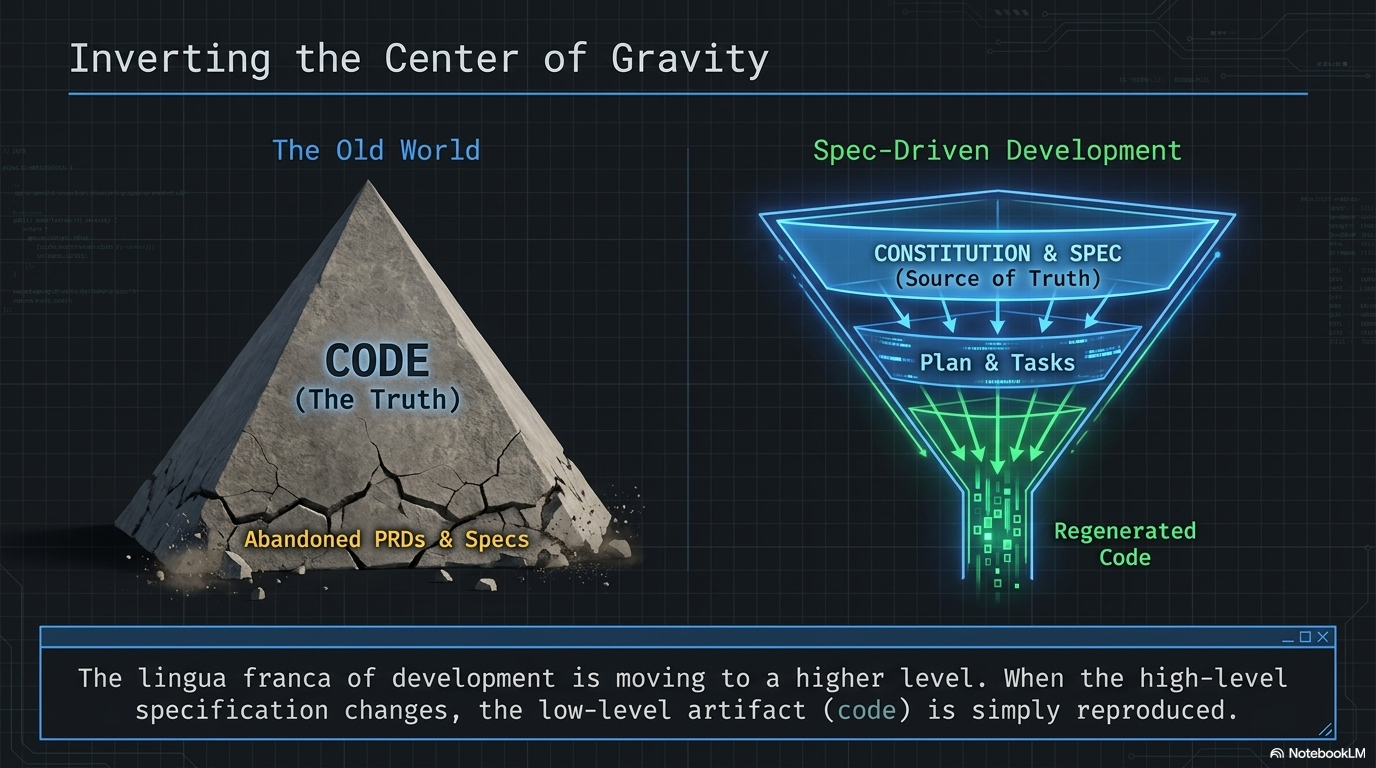 Inverting the Center of Gravity
The Old World
CODE
(The Truth)
Abandoned PRDs & Specs
Spec-Driven Development
CONSTITUTION & SPEC
(Source of Truth)
Plan & Tasks
Regenerated
Code
The lingua franca of development is moving to a higher level. When the high-level
specification changes, the low-level artifact (code) is simply reproduced.
NotebookLM